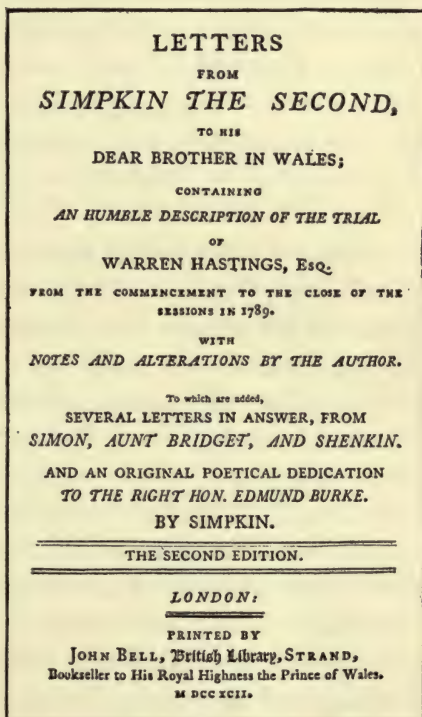 LETTERS
FROM
SIMPKIN THE SECOND,
TO HIS
DEAR BROTHER IN WALES;
CONTAINING
AN HUMBLE DESCRIPTION OF THE TRIAL
OF
WARREN HASTINGS, Esq.
FROM THE COMMENCEMENT TO THE CLOSE OF THE
SESSIONS IN 1789.
WITH
NOTES AND ALTERATIONS BY THE AUTHOR.
To which are added,
SEVERAL LETTERS IN ANSWER, FROM
SIMON, AUNT BRIDGET, AND SHENKIN.
AND AN ORIGINAL POETICAL DEDICATION
TO THE RIGHT HON. EDMUND BURKE.
BY SIMPKIN.
THE SECOND EDITION.
LONDON:
PRINTED BY
JOHN BELL, British Library, STRAND,
Bookseller to His Royal Highness the Prince of Wales.
M DCC XCII.